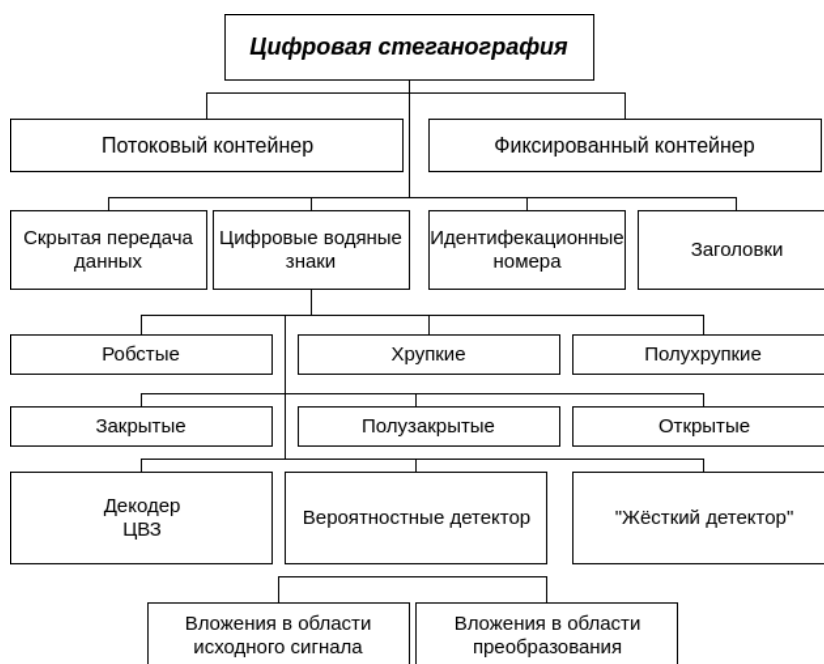 Цифровая стеганография
Потоковый контейнер
Фиксированный контейнер
Скрытая передача
данных
Цифровые водяные
знаки
Идентифекационные
номера
Заголовки
Робстые
Хрупкие
Полухрупкие
Закрытые
Полузакрытые
Открытые
Декодер
ЦВЗ
Вероятностные детектор
"Жёсткий детектор"
Вложения в области
исходного сигнала
Вложения в области
преобразования